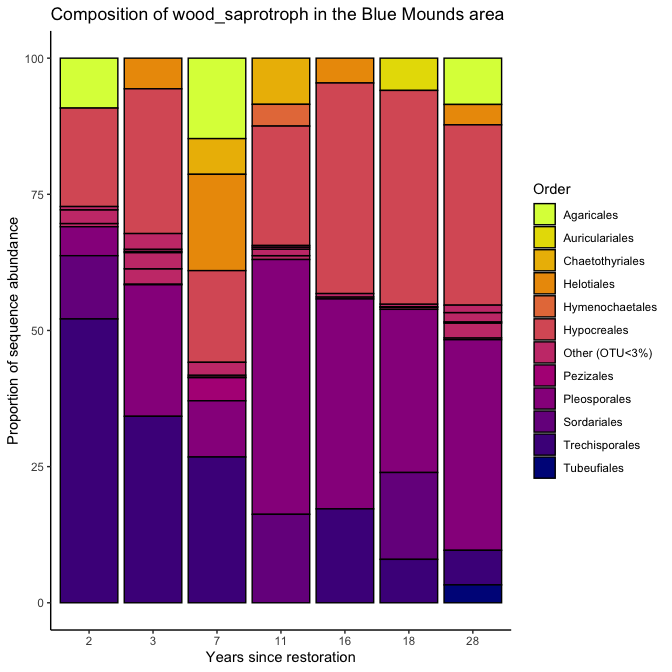 Composition of wood_saprotroph in the Blue Mounds area
Proportion of sequence abundance
100
75
50
25
0
2 3 7 11 16 18 28
Years since restoration
Order
Agaricales
Auriculariales
Chaetothyriales
Helotiales
Hymenochaetales
Hypocreales
Other (OTU<3%)
Pezizales
Pleosporales
Sordariales
Trechisporales
Tubeufiales